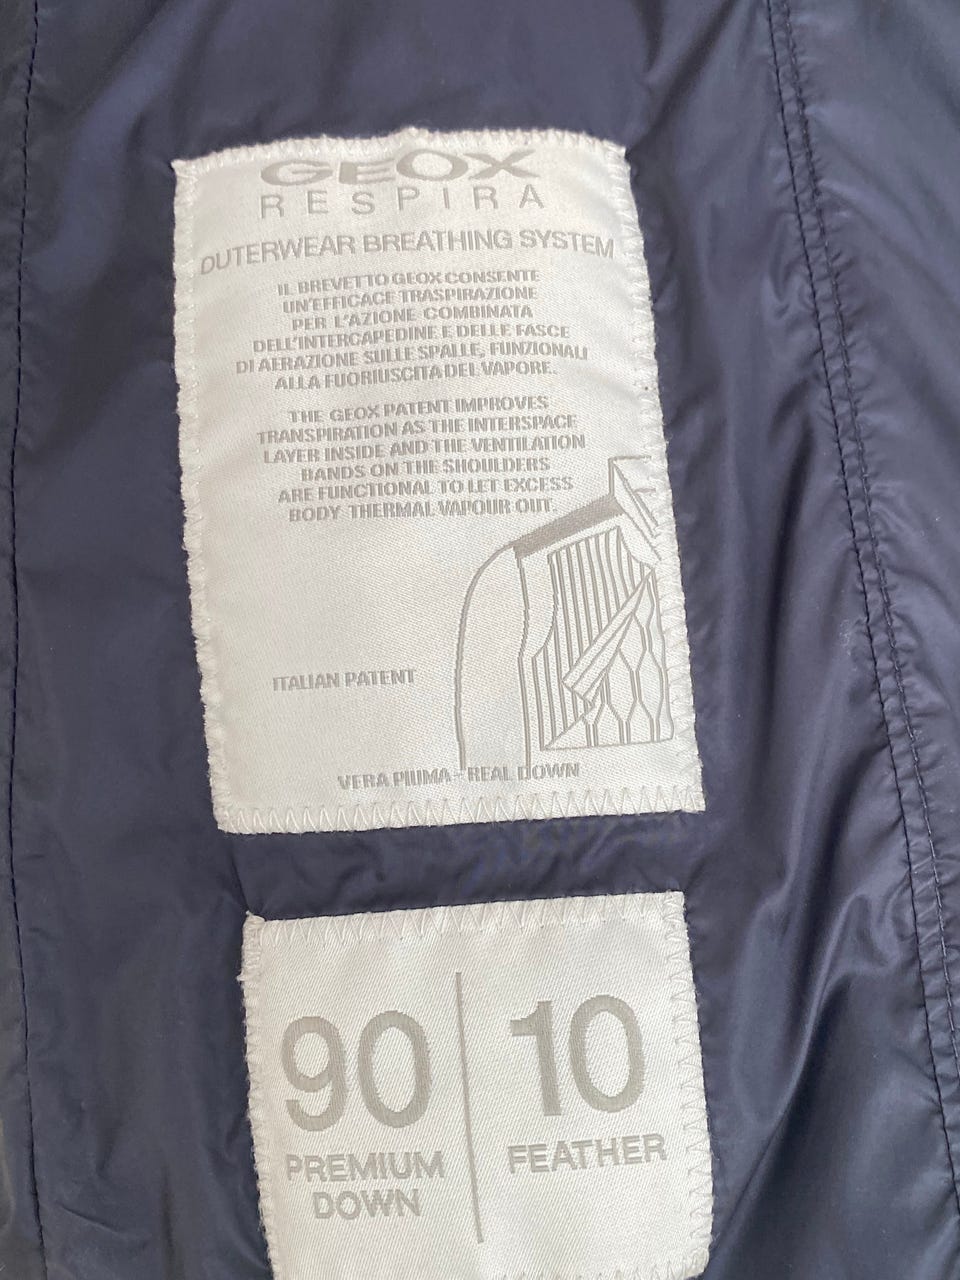 GEOX
RESPIRA
OUTERWEAR BREATHING SYSTEM
IL BREVETTO GEOX CONSENTE
UN'EFFICACE TRASPIRAZIONE
PER L'AZIONE COMBINATA
DELL'INTERCAPEDINE E DELLE FASCE
DI AERAZIONE SULLE SPALLE, FUNZIONALI
ALLA FUORIUSCITA DEL VAPORE.
THE GEOX PATENT IMPROVES
TRANSPIRATION AS THE INTERSPACE
LAYER INSIDE AND THE VENTILATION
BANDS ON THE SHOULDERS
ARE FUNCTIONAL TO LET EXCESS
BODY THERMAL VAPOUR OUT.
ITALIAN PATENT
VERA PIUMA - REAL DOWN
90
PREMIUM
DOWN
10
FEATHER